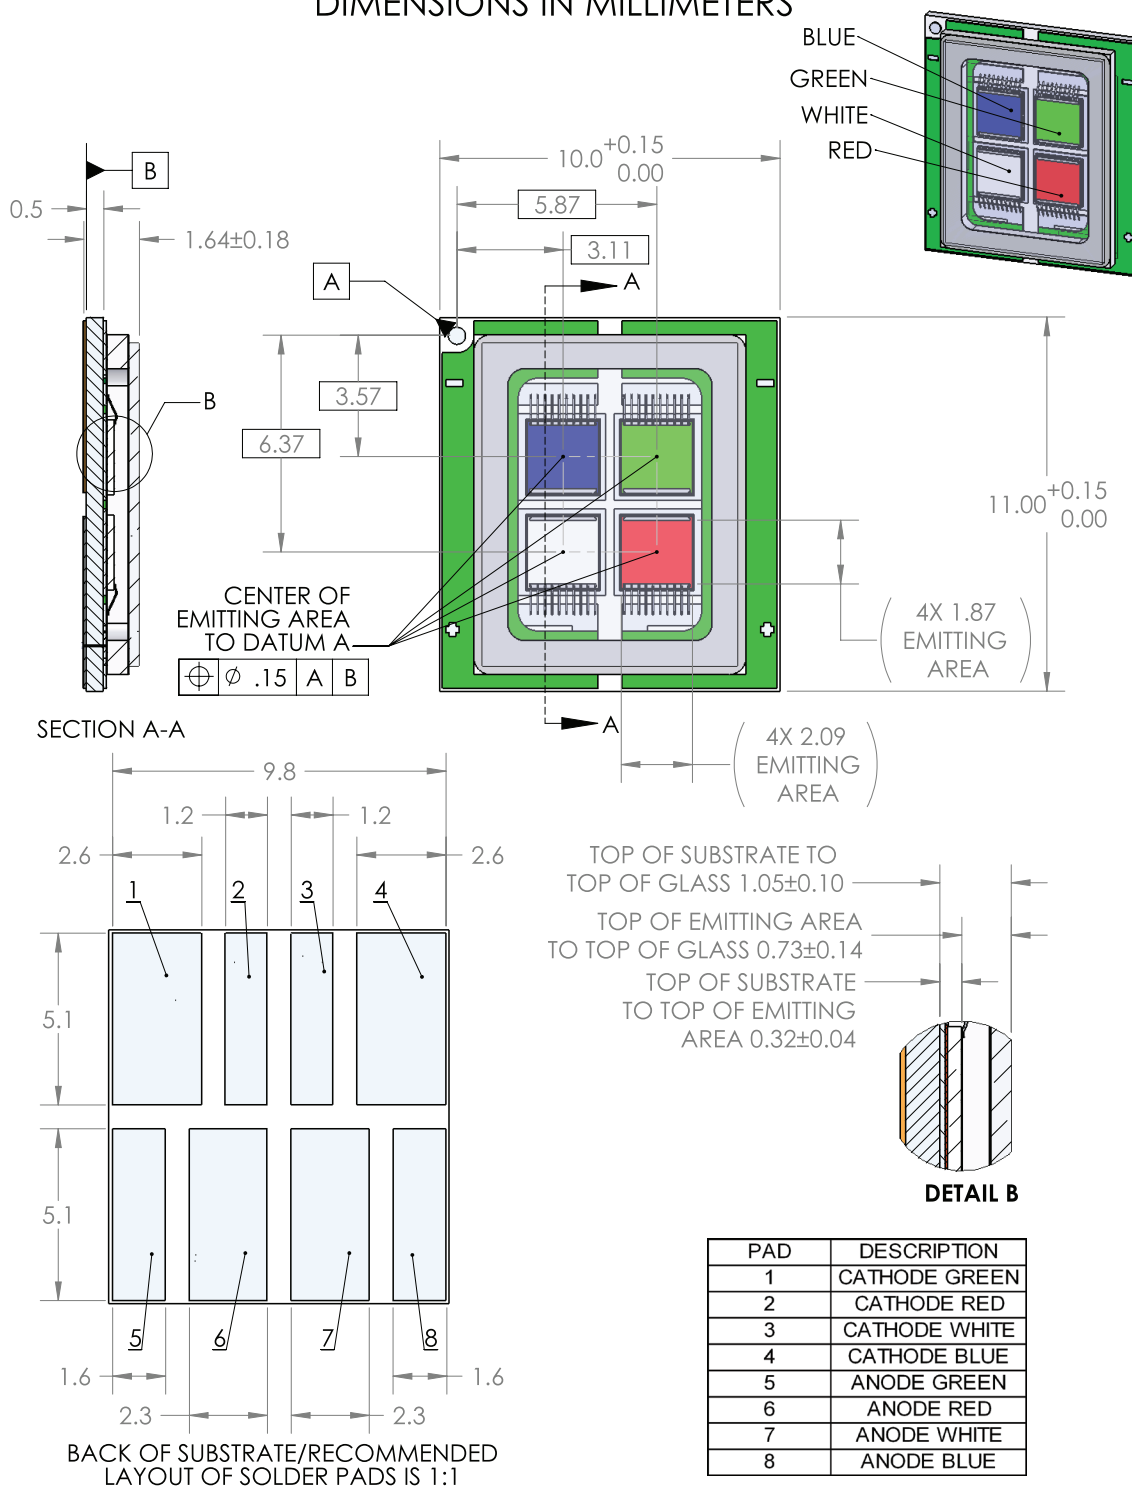 DIMENSIONS IN MILLIMETERS
BLUE
GREEN
WHITE
RED
B
0.5
1.64±0.18
10.0 +0.15 0.00
5.87
3.11
A
A
3.57
6.37
B
11.00 +0.15 0.00
CENTER OF
EMITTING AREA
TO DATUM A
⌖ ∅ .15 A B
4X 1.87
EMITTING
AREA
A
SECTION A-A
4X 2.09
EMITTING
AREA
9.8
1.2
1.2
2.6
2.6
1
2
3
4
5.1
5.1
5
6
7
8
1.6
1.6
2.3
2.3
BACK OF SUBSTRATE/RECOMMENDED
LAYOUT OF SOLDER PADS IS 1:1
TOP OF SUBSTRATE TO
TOP OF GLASS 1.05±0.10
TOP OF EMITTING AREA
TO TOP OF GLASS 0.73±0.14
TOP OF SUBSTRATE
TO TOP OF EMITTING
AREA 0.32±0.04
DETAIL B
PAD DESCRIPTION
1 CATHODE GREEN
2 CATHODE RED
3 CATHODE WHITE
4 CATHODE BLUE
5 ANODE GREEN
6 ANODE RED
7 ANODE WHITE
8 ANODE BLUE